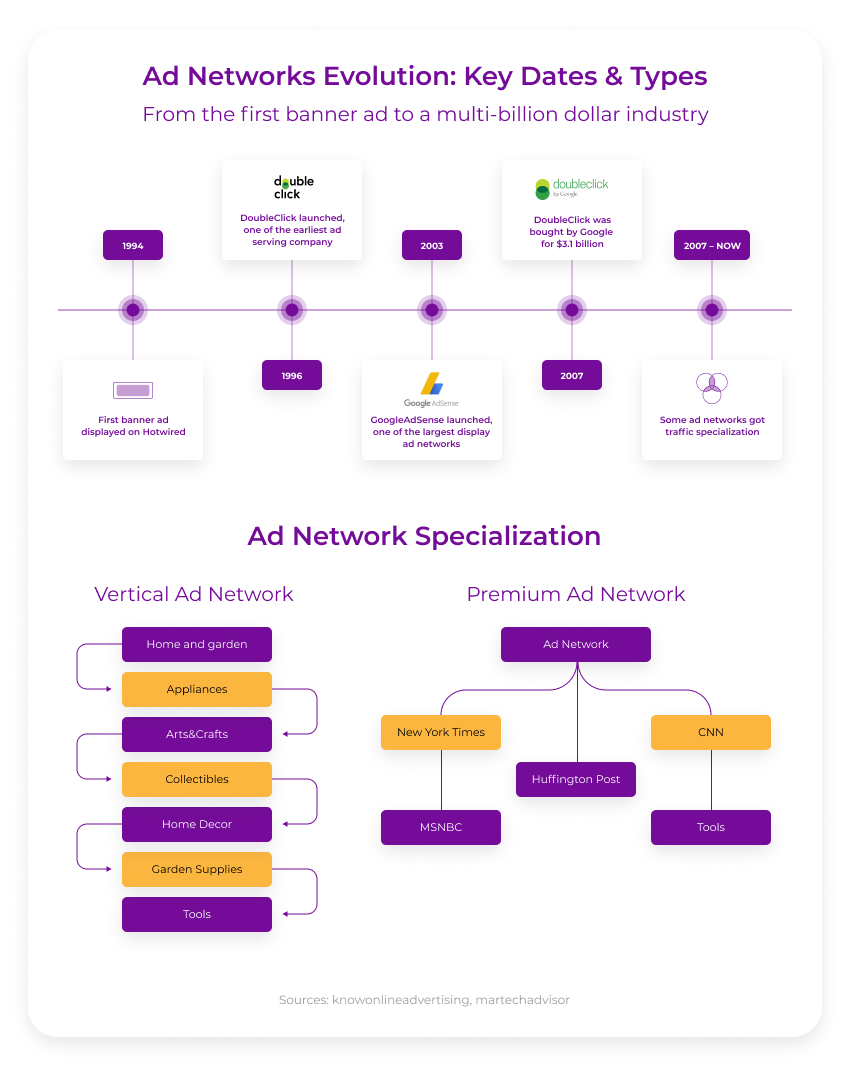 Ad Networks Evolution: Key Dates & Types
From the first banner ad to a multi-billion dollar industry
1994
First banner ad
displayed on Hotwired
double
click
DoubleClick launched,
one of the earliest ad
serving company
1996
2003
Google AdSense
GoogleAdSense launched,
one of the largest display
ad networks
doubleclick
by Google
DoubleClick was
bought by Google
for $3.1 billion
2007
2007 – NOW
Some ad networks got
traffic specialization
Ad Network Specialization
Vertical Ad Network
Home and garden
Appliances
Arts&Crafts
Collectibles
Home Decor
Garden Supplies
Tools
Premium Ad Network
Ad Network
New York Times
CNN
Huffington Post
MSNBC
Tools
Sources: knowonlineadvertising, martechadvisor